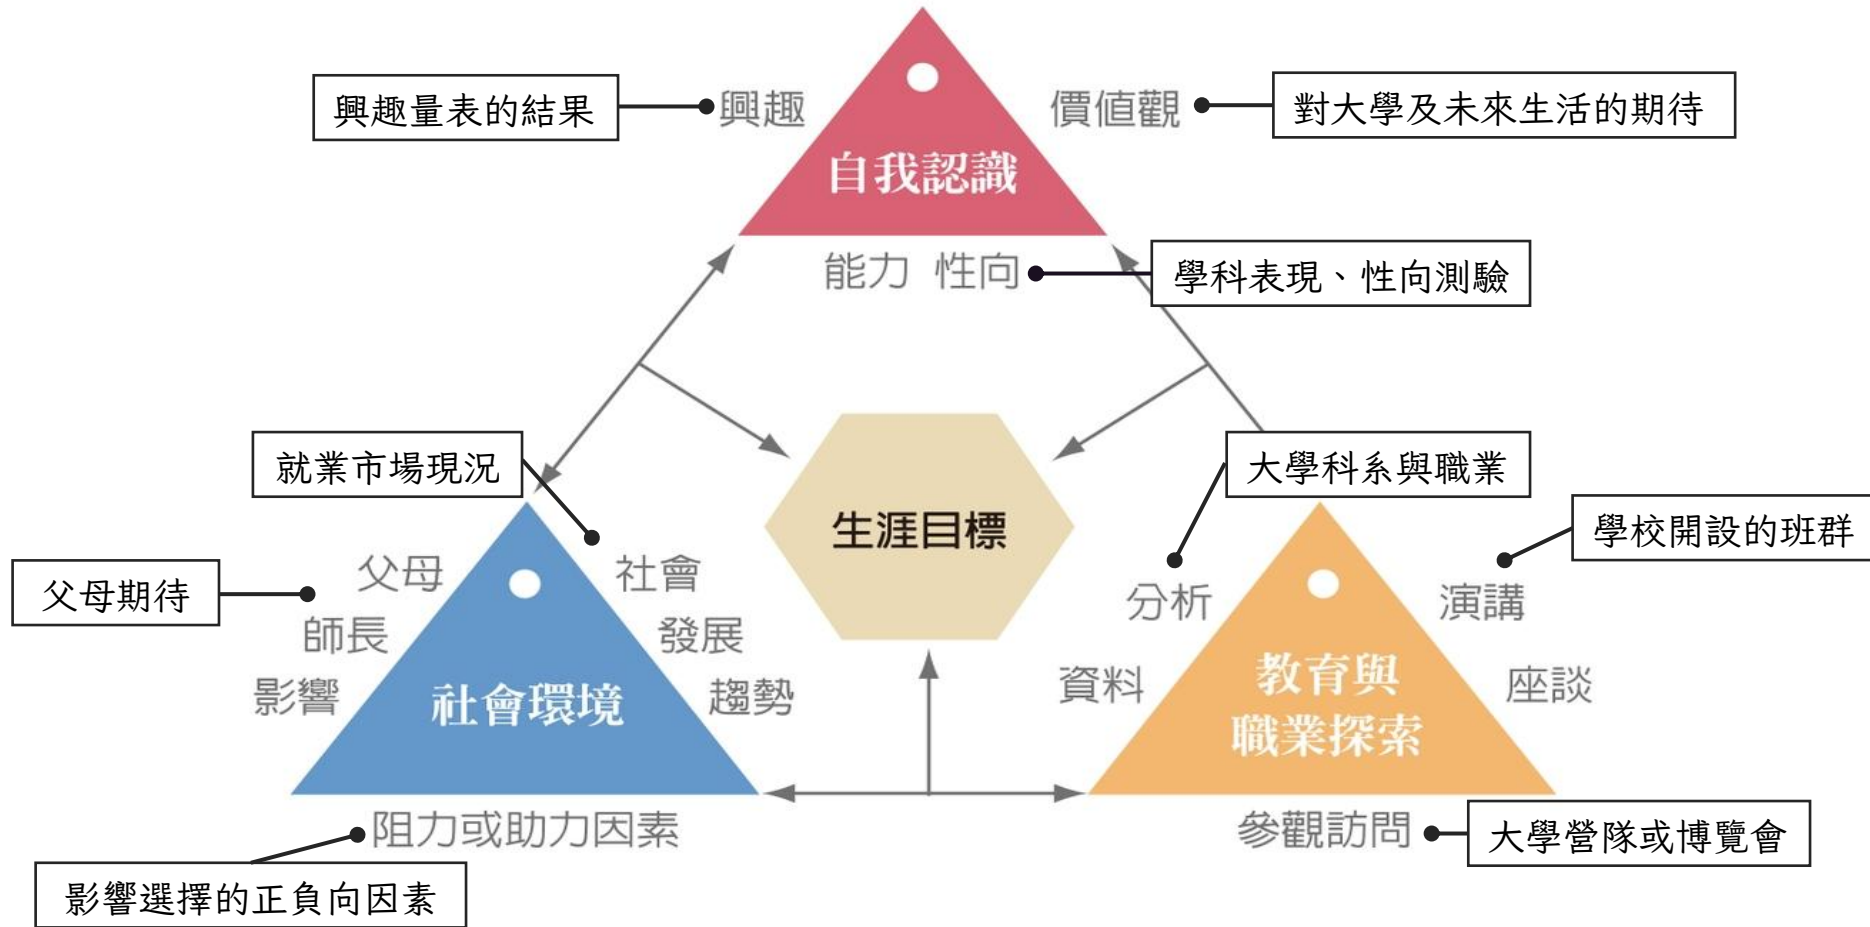 興趣量表的結果
興趣
價值觀
對大學及未來生活的期待
自我認識
能力 性向
學科表現、性向測驗
就業市場現況
父母期待
父母
師長
影響
社會
發展
趨勢
社會環境
阻力或助力因素
影響選擇的正負向因素
生涯目標
大學科系與職業
學校開設的班群
分析
資料
演講
座談
教育與
職業探索
參觀訪問
大學營隊或博覽會